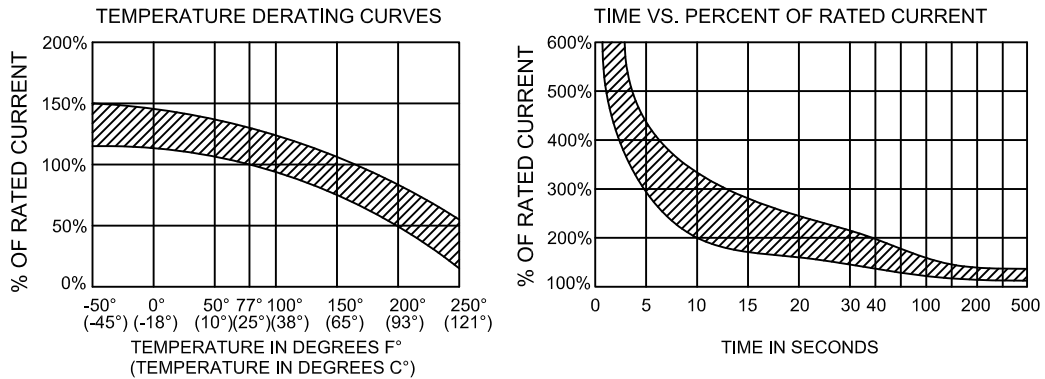 TEMPERATURE DERATING CURVES
% OF RATED CURRENT
200%
150%
100%
50%
0%
-50° 0° 50° 77° 100° 150° 200 250°
(-45°) (-18°) (10°) (25°) (38°) (65°) (93°) (121°)
TEMPERATURE IN DEGREES F°
(TEMPERATURE IN DEGREES C°)
TIME VS. PERCENT OF RATED CURRENT
% OF RATED CURRENT
600%
500%
400%
300%
200%
100%
0 5 10 15 20 30 40 100 200 500
TIME IN SECONDS